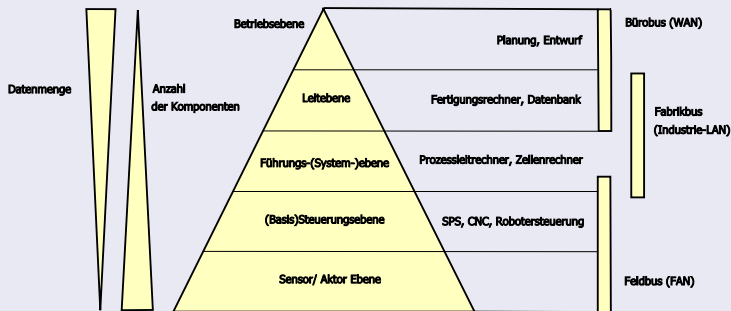 Betriebsebene
Bürobus (WAN)
Planung, Entwurf
Datenmenge
Anzahl
der Komponenten
Leitebene
Fertigungsrechner, Datenbank
Fabrikbus
(Industrie-LAN)
Führungs-(System-)ebene
Prozessleitrechner, Zellenrechner
(Basis)Steuerungsebene
SPS, CNC, Robotersteuerung
Sensor/ Aktor Ebene
Feldbus (FAN)